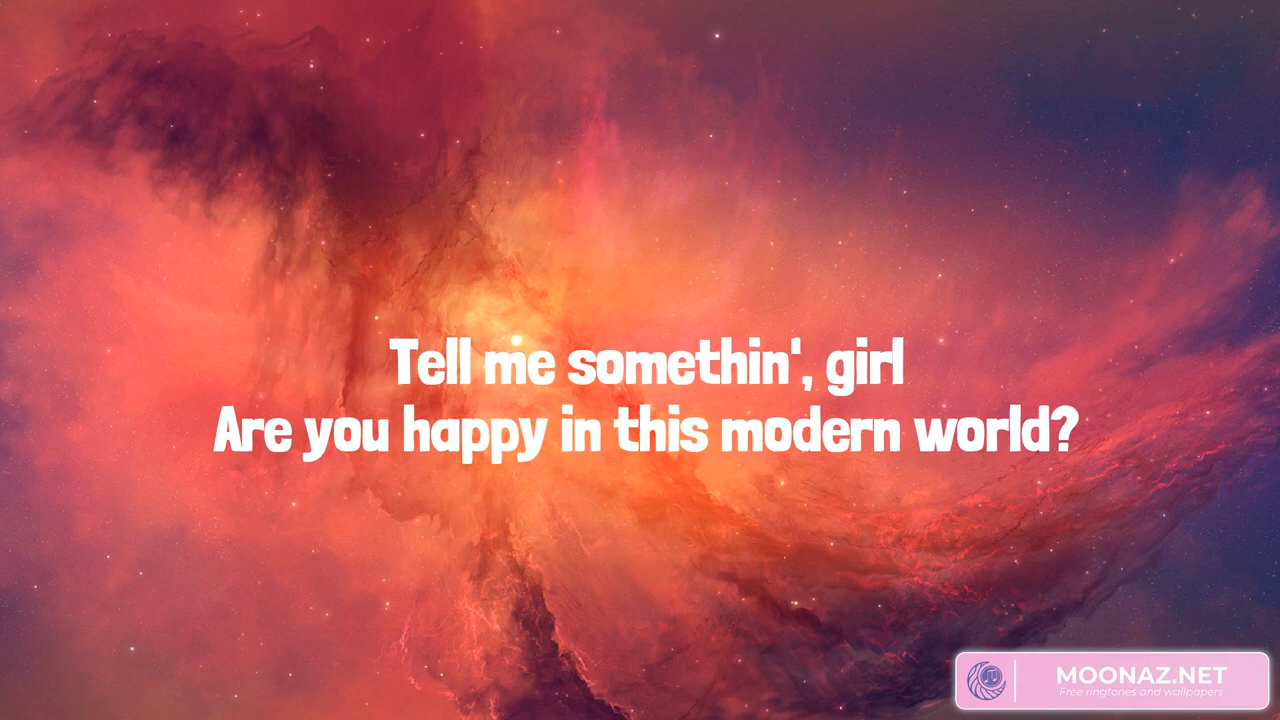 Tell me somethin', girl
Are you happy in this modern world?
MOONAZ.NET
Free ringtones and wallpapers